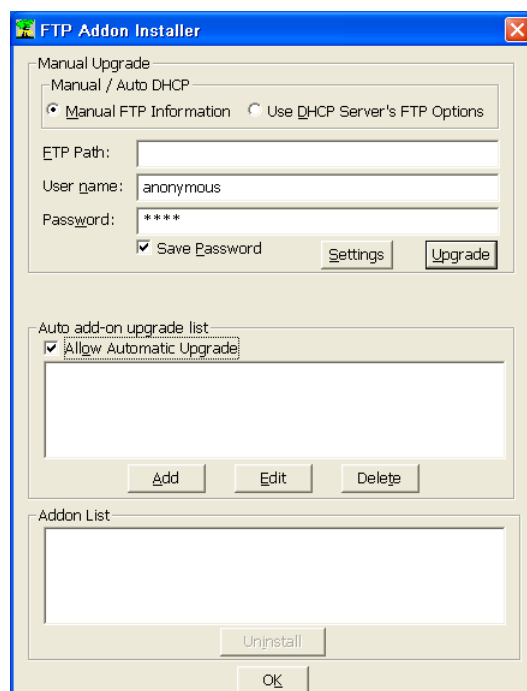 FTP Addon Installer
Manual Upgrade
Manual / Auto DHCP
Manual FTP Information Use DHCP Server's FTP Options
FTP Path:
User name: anonymous
Password: ****
Save Password Settings Upgrade
Auto add-on upgrade list
Allow Automatic Upgrade
Add Edit Delete
Addon List
Uninstall
OK